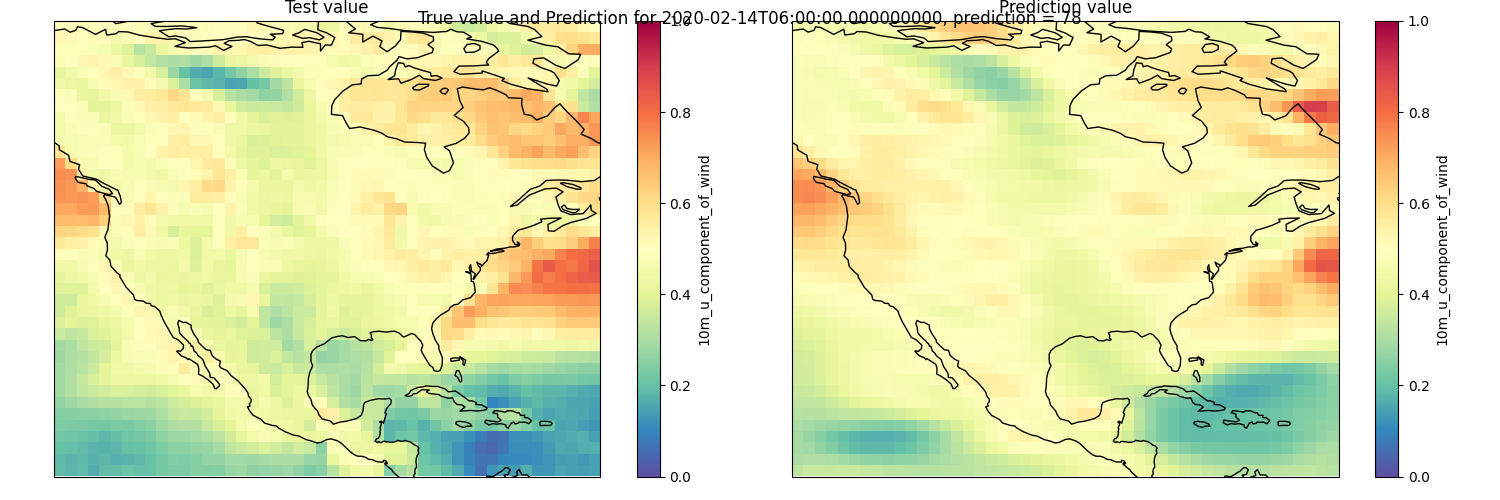 Test value
True value and Prediction for 2020-02-14T06:00:00.000000000, prediction = 78
Prediction value
1.0
0.8
0.6
0.4
0.2
0.0
10m_u_component_of_wind
1.0
0.8
0.6
0.4
0.2
0.0
10m_u_component_of_wind